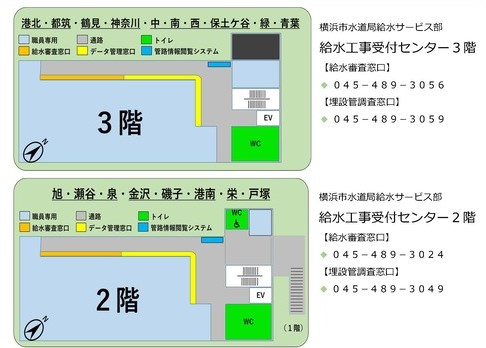 港北・都筑・鶴見・神奈川・中・南・西・保土ケ谷・緑・青葉
職員専用
通路
トイレ
給水審査窓口
データ管理窓口
管路情報閲覧システム
3階
EV
WC
横浜市水道局給水サービス部
給水工事受付センター3階
【給水審査窓口】
045-489-3056
【埋設管調査窓口】
045-489-3059
旭・瀬谷・泉・金沢・磯子・港南・栄・戸塚
職員専用
通路
トイレ
給水審査窓口
データ管理窓口
管路情報閲覧システム
WC
2階
EV
WC
(1階)
横浜市水道局給水サービス部
給水工事受付センター2階
【給水審査窓口】
045-489-3024
【埋設管調査窓口】
045-489-3049